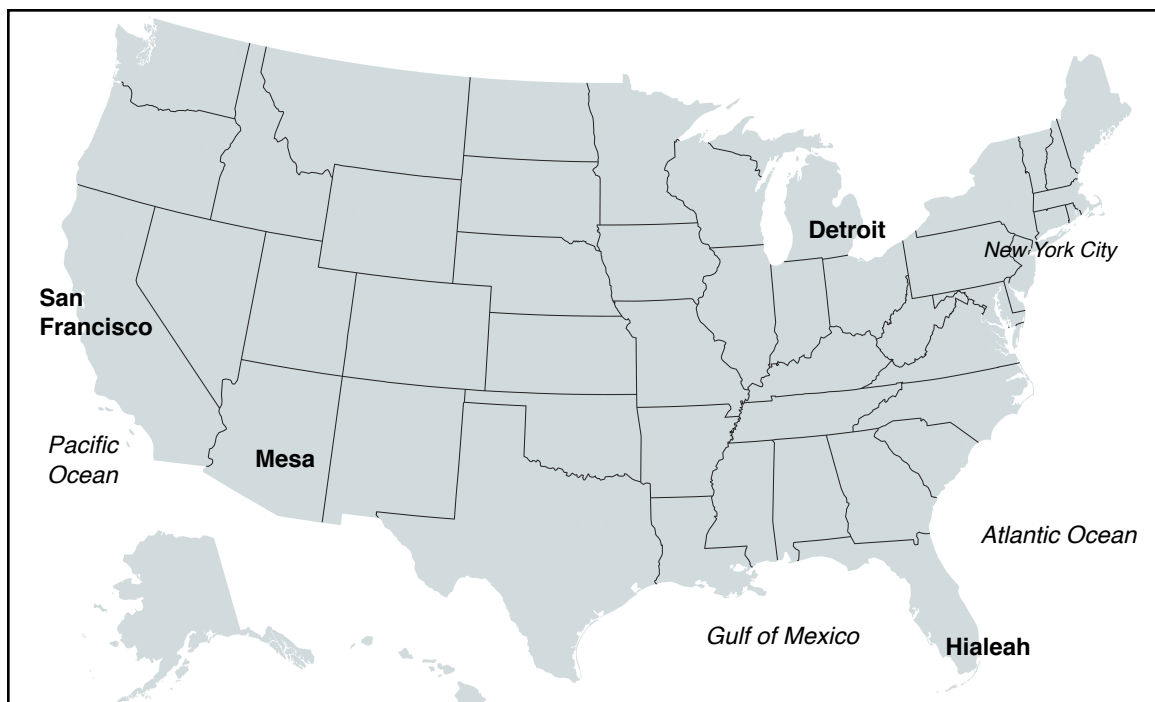 Detroit
New York City
San
Francisco
Pacific
Ocean
Mesa
Atlantic Ocean
Gulf of Mexico
Hialeah